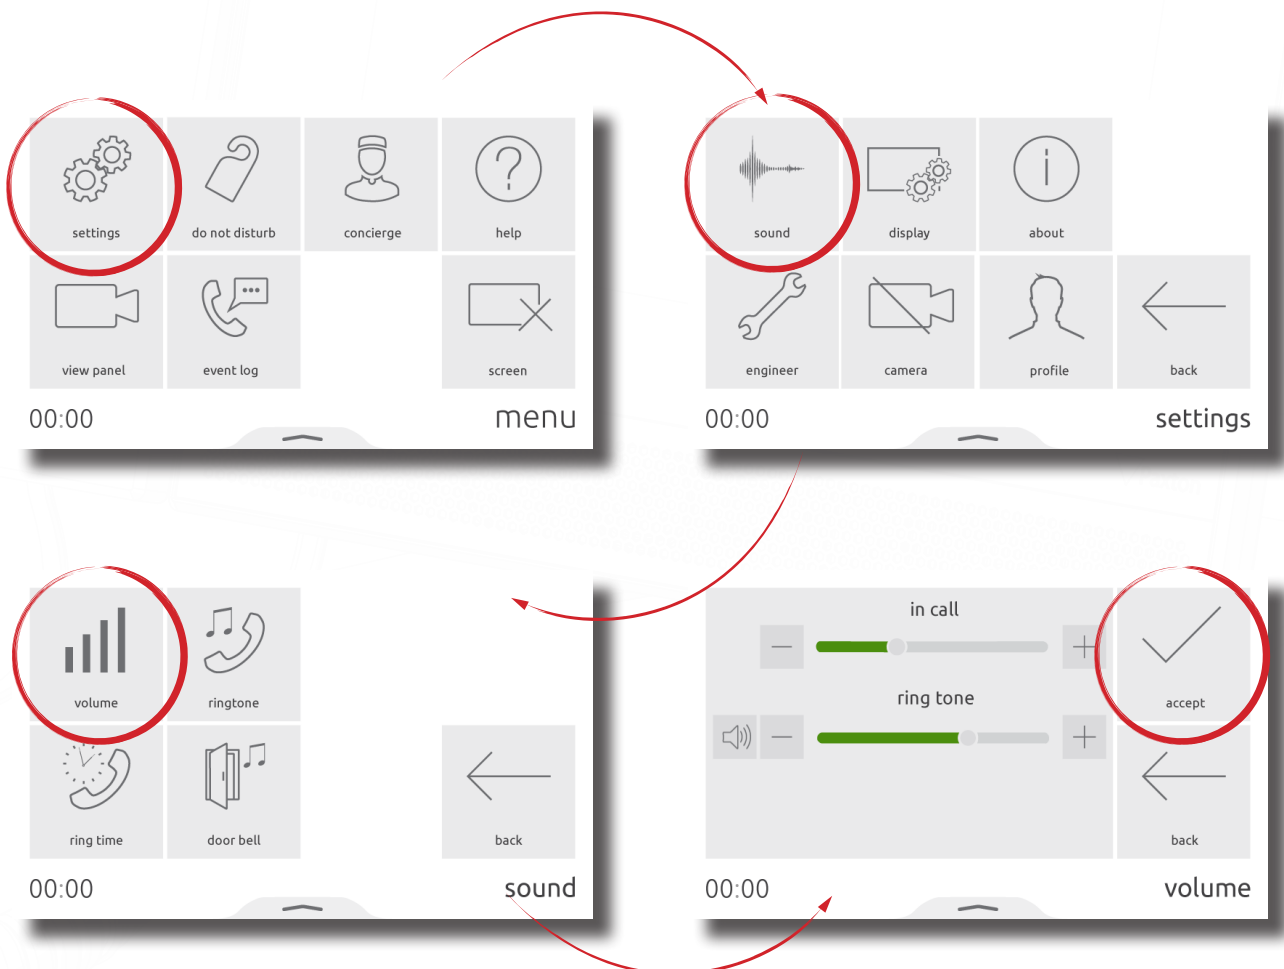 settings
do not disturb
concierge
help
view panel
event log
screen
00:00
menu
sound
display
about
engineer
camera
profile
back
00:00
settings
volume
ringtone
ring time
door bell
back
00:00
sound
in call
ring tone
accept
back
00:00
volume